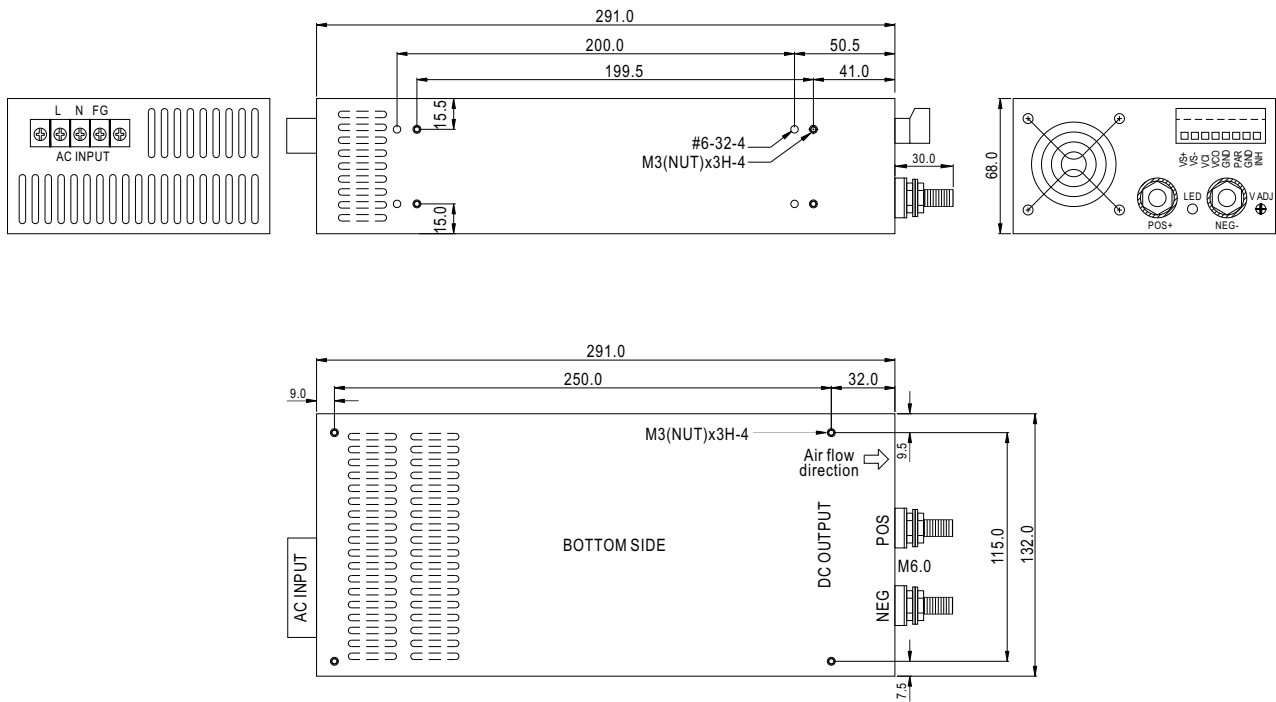 291.0
200.0
50.5
199.5
41.0
15.5
#6-32-4
M3(NUT)x3H-4
30.0
15.0
L N FG
AC INPUT
68.0
VS+
VS-
VCI
VCO
GND
PAR
GND
INH
LED
V ADJ
POS+
NEG-
291.0
250.0
32.0
9.0
M3(NUT)x3H-4
9.5
Air flow
direction
BOTTOM SIDE
AC INPUT
DC OUTPUT
POS
M6.0
NEG
115.0
132.0
7.5